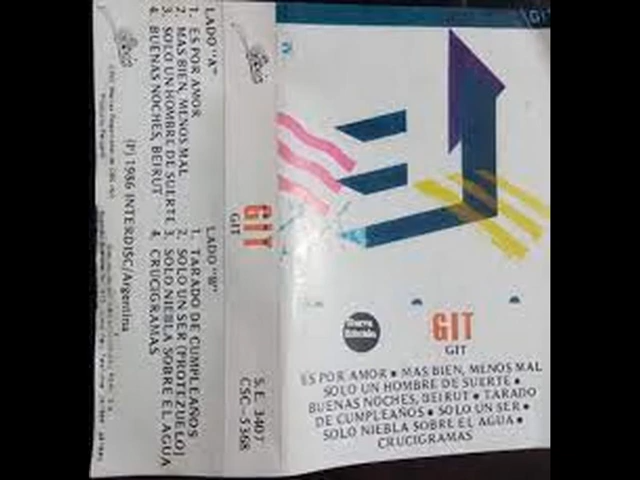 LADO "A"
1. ES POR AMOR
2. MAS BIEN, MENOS MAL
3. SOLO UN HOMBRE DE SUERTE
4. BUENAS NOCHES, BEIRUT
LADO "B"
1. TARADO DE CUMPLEAÑOS
2. SOLO UN SER (PROTEZUELO)
3. SOLO NIEBLA SOBRE EL AGUA
4. CRUCIGRAMAS
(P) 1986 INTERDISC/Argentina
GIT
GIT
S.E. 3407
CSC-5368
GIT
GIT
GIT
ES POR AMOR • MAS BIEN, MENOS MAL
SOLO UN HOMBRE DE SUERTE •
BUENAS NOCHES, BEIRUT • TARADO
DE CUMPLEAÑOS • SOLO UN SER •
SOLO NIEBLA SOBRE EL AGUA •
CRUCIGRAMAS